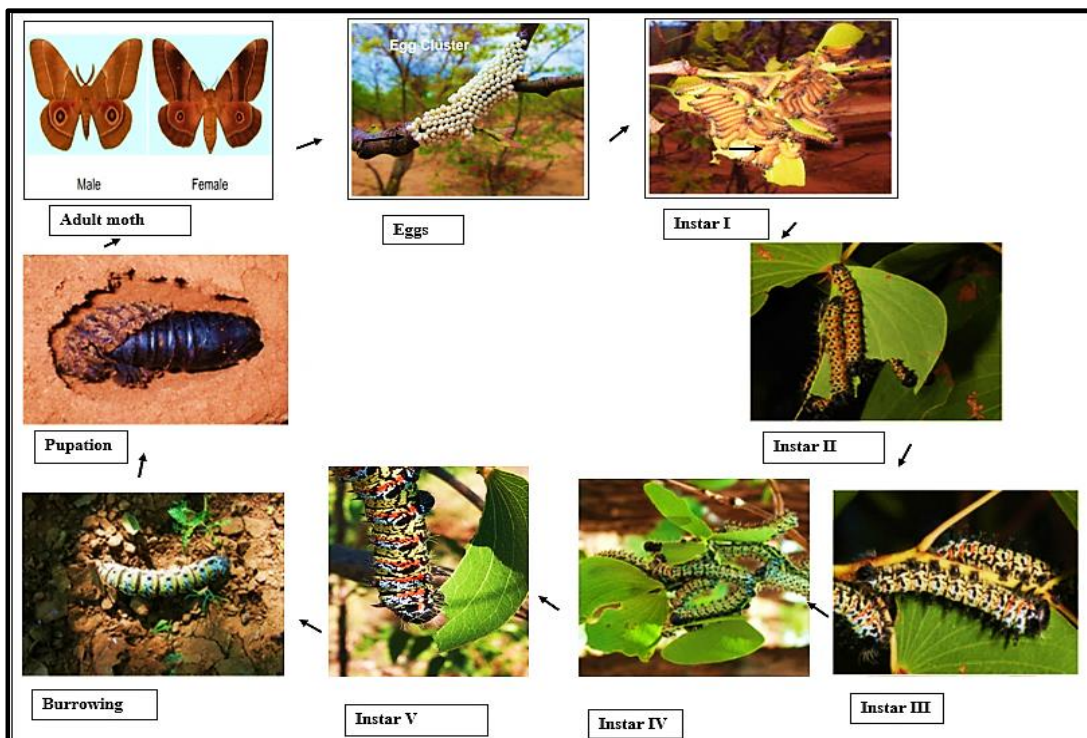 Egg Cluster
Male Female
Adult moth
Eggs
Instar I
Instar II
Pupation
Burrowing
Instar V
Instar IV
Instar III